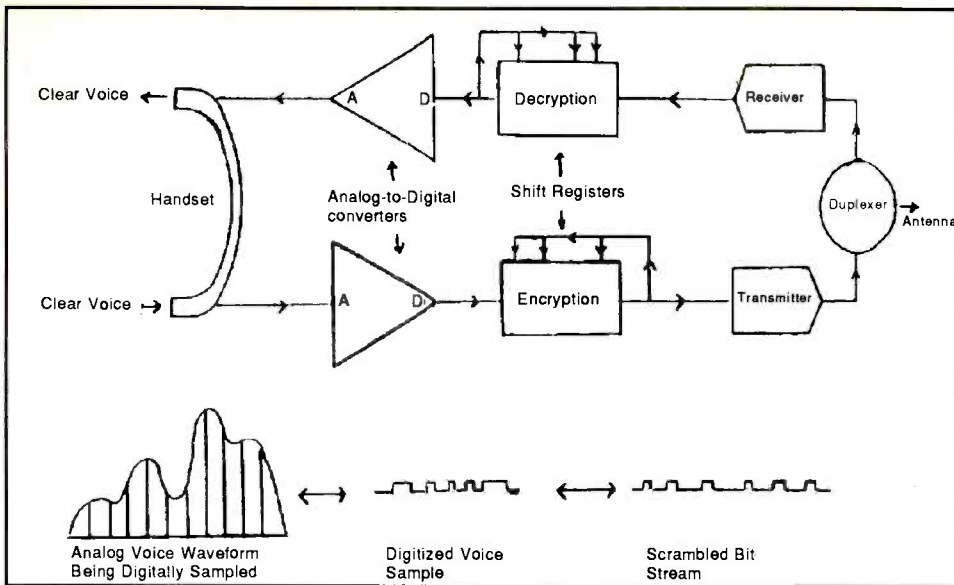 Clear Voice
A
D
Decryption
Receiver
Handset
Analog-to-Digital
converters
Shift Registers
Duplexer
Antenna
Clear Voice
A
D
Encryption
Transmitter
Analog Voice Waveform
Being Digitally Sampled
Digitized Voice
Sample
Scrambled Bit
Stream